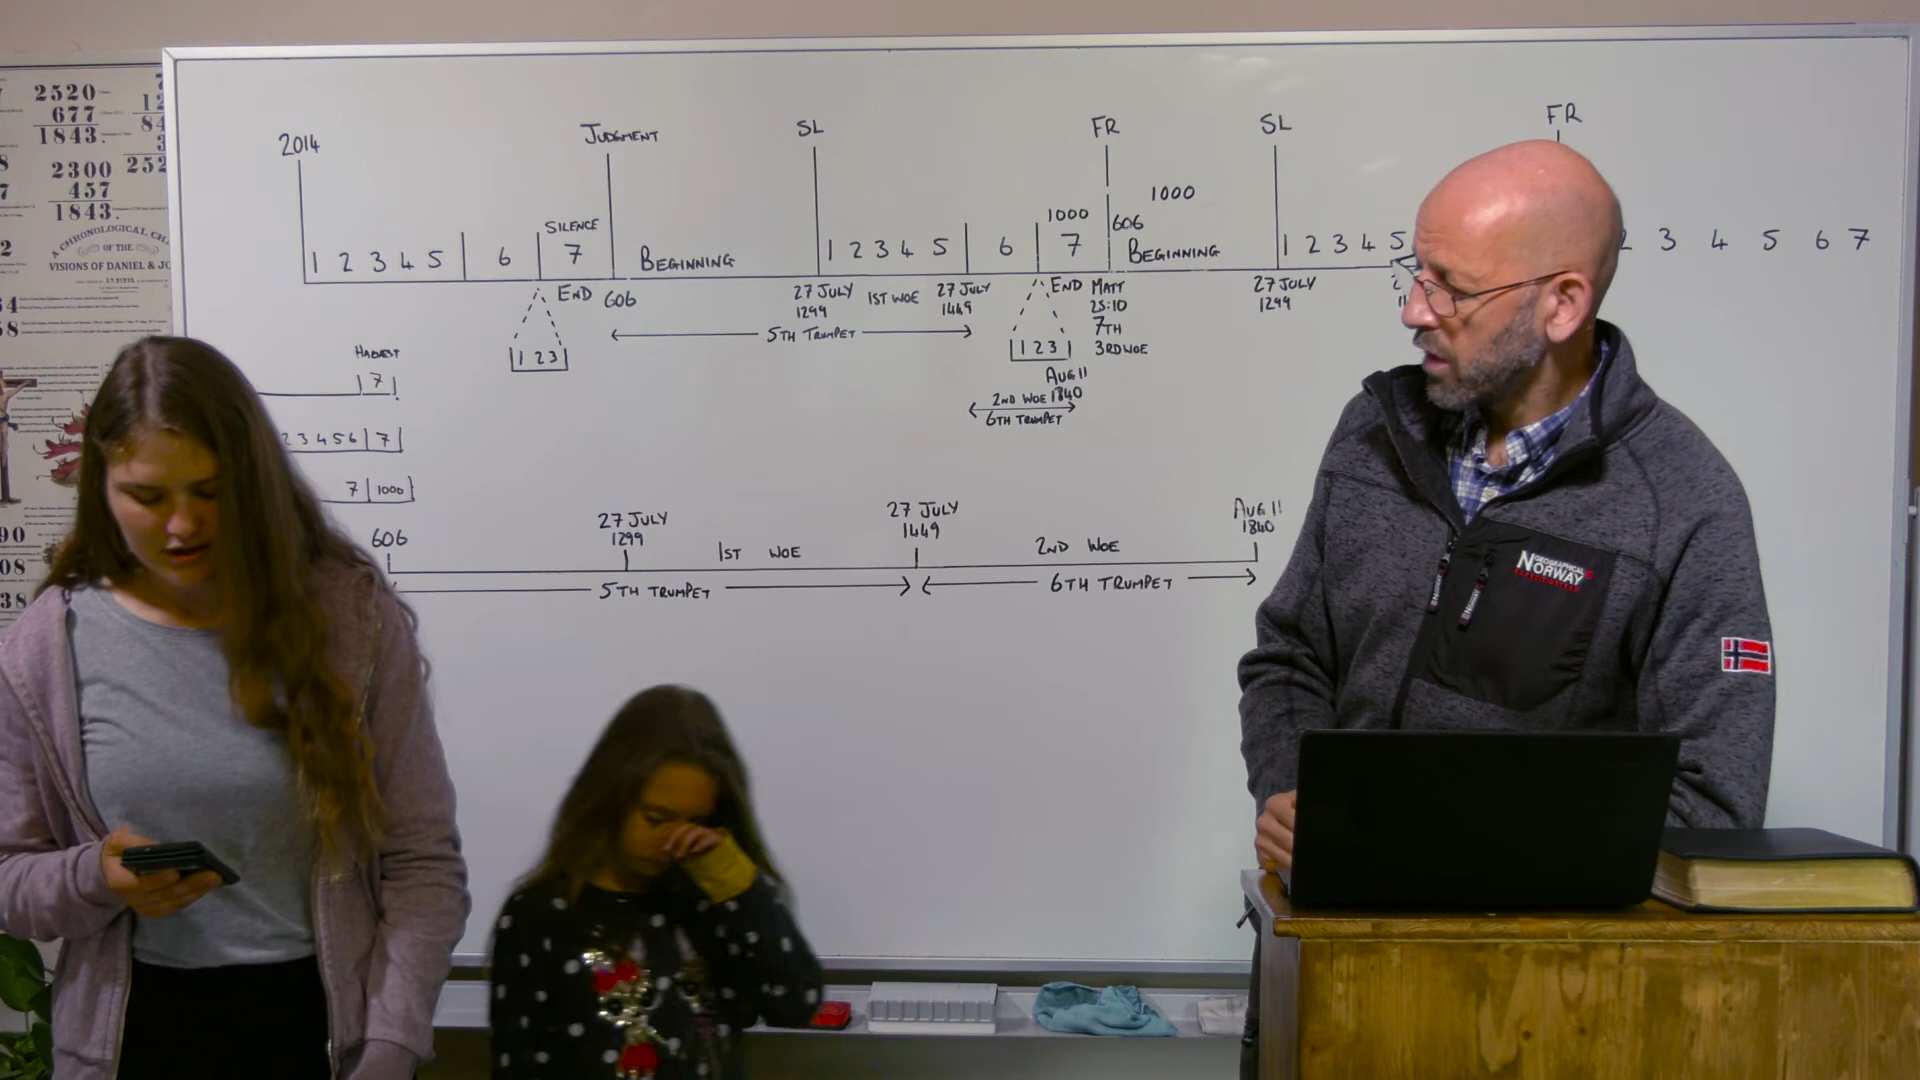 2520
677
1843.
2300
457
1843.
252
A CHRONOLOGICAL
OF THE
VISIONS OF DANIEL & JO
2014
JUDGMENT
SL
FR
SL
FR
1 2 3 4 5 6
SILENCE
7
BEGINNING
1 2 3 4 5 6
1000
7
606
1000
BEGINNING
1 2 3 4 5
3 4 5 6 7
END 606
27 JULY
1299
1ST WOE
27 JULY
1449
5TH TRUMPET
END
MATT
25:10
7TH
3RD WOE
27 JULY
1299
1 2 3
1 2 3
AUG 11
1840
2ND WOE
6TH TRUMPET
7
2 3 4 5 6 7
7 1000
606
27 JULY
1299
1ST WOE
27 JULY
1449
2ND WOE
AUG 11
1840
5TH TRUMPET
6TH TRUMPET
GEOGRAPHICAL
NORWAY